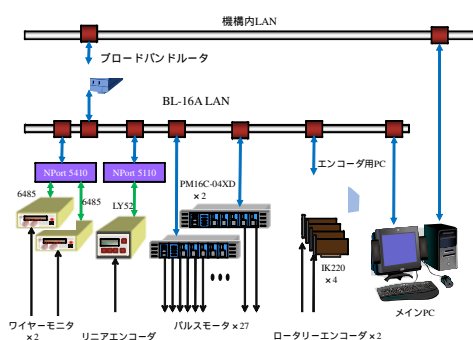 機構内LAN
ブロードバンドルータ
BL-16A LAN
エンコーダ用PC
NPort 5410
NPort 5110
PM16C-04XD
×2
6485
6485
LY52
IK220
×4
メインPC
ワイヤーモニタ
×2
リニアエンコーダ
パルスモータ×27
ロータリーエンコーダ×2